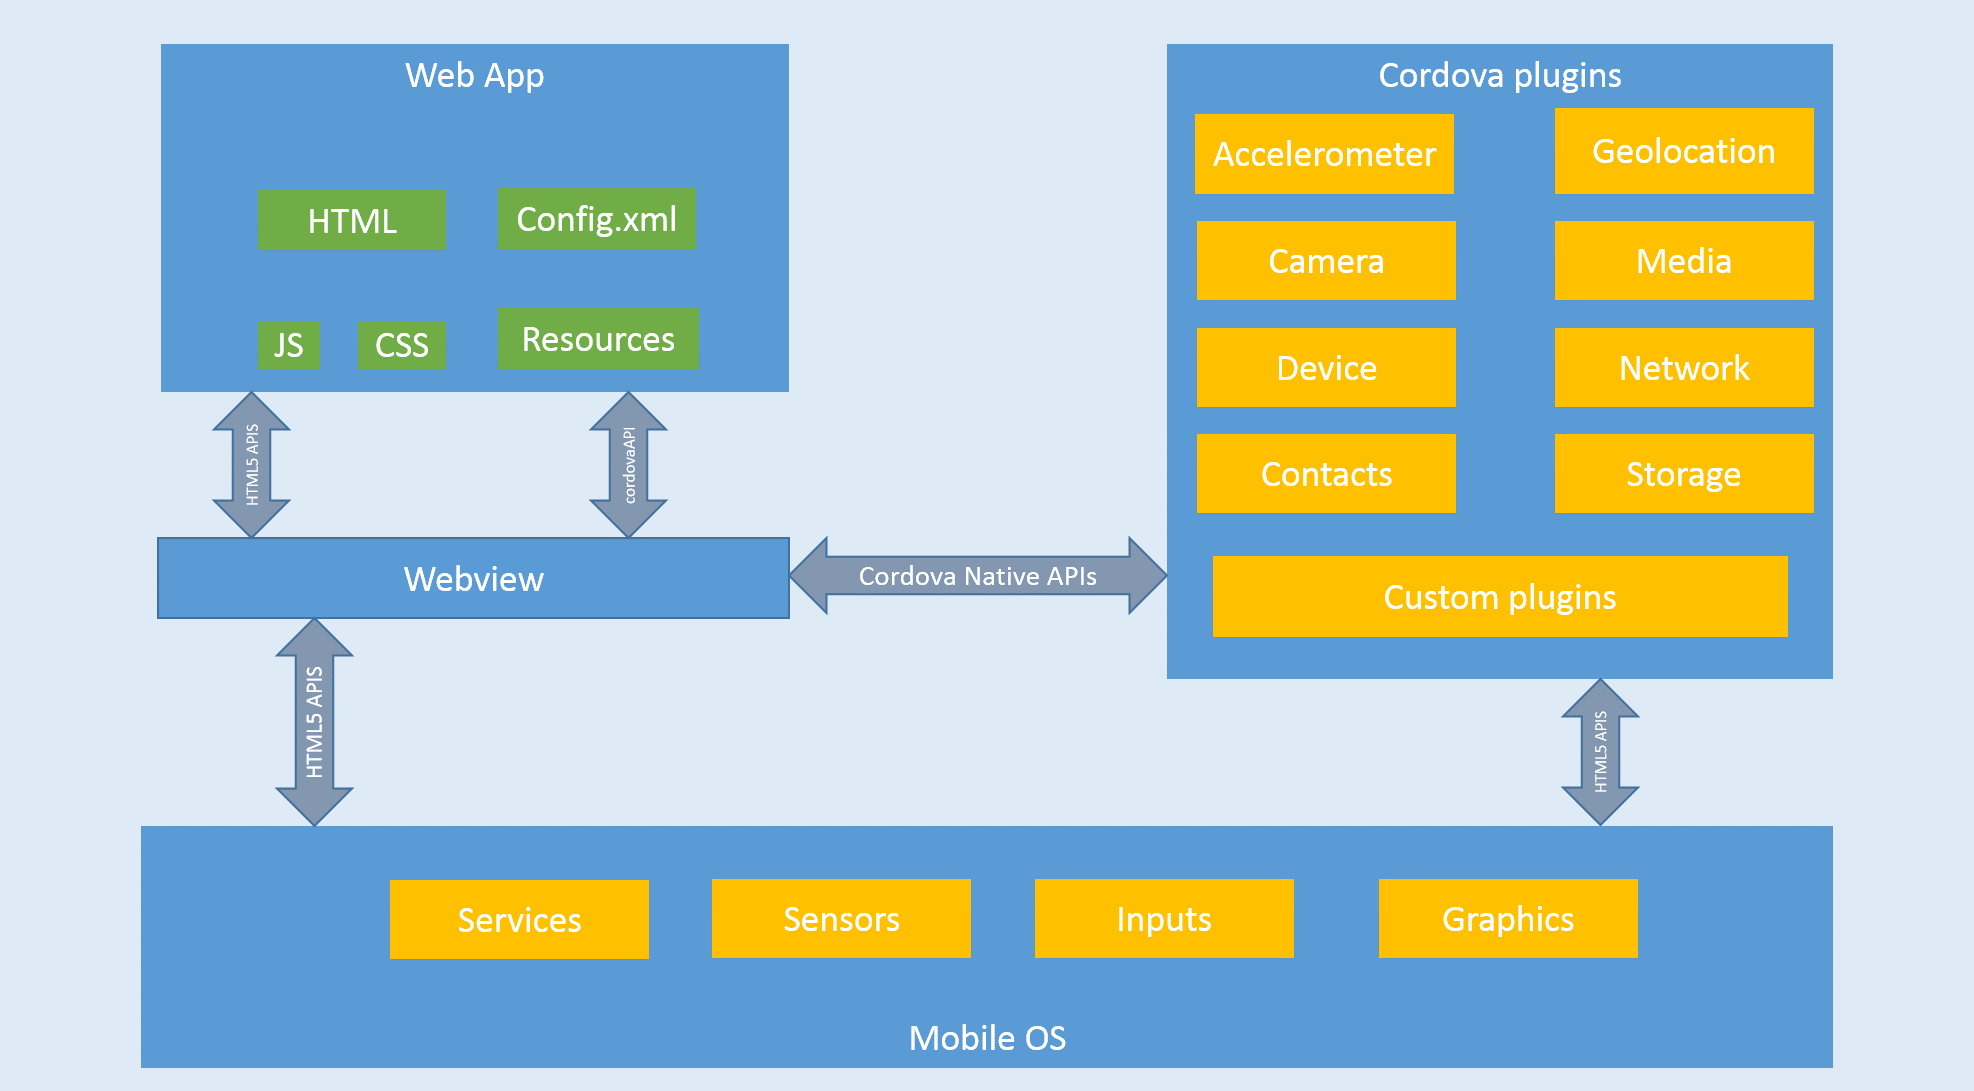 Web App
HTML
Config.xml
JS
CSS
Resources
HTML5 APIS
cordovaAPI
Webview
Cordova Native APIs
Cordova plugins
Accelerometer
Geolocation
Camera
Media
Device
Network
Contacts
Storage
Custom plugins
HTML5 APIS
HTML5 APIS
Services
Sensors
Inputs
Graphics
Mobile OS